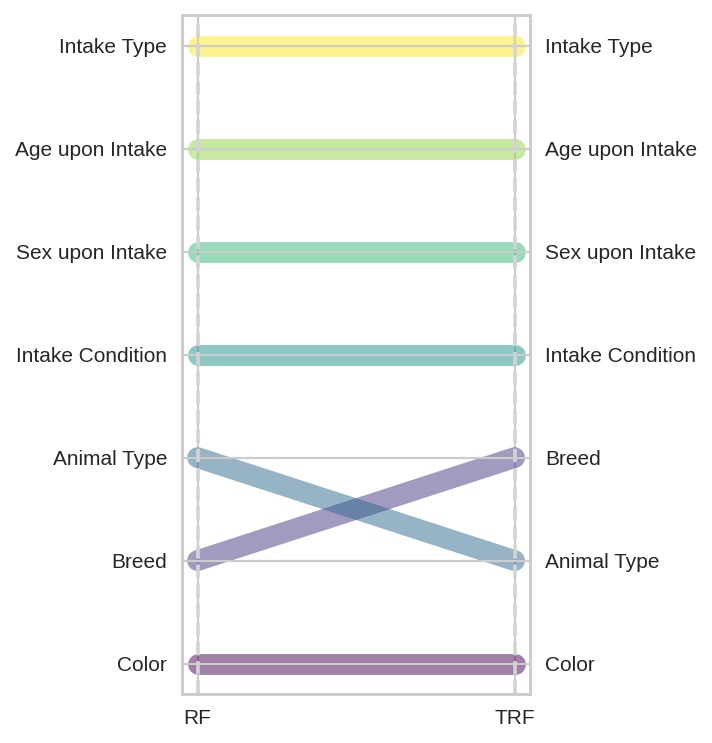 Intake Type Intake Type
Age upon Intake Age upon Intake
Sex upon Intake Sex upon Intake
Intake Condition Intake Condition
Animal Type Breed
Breed Animal Type
Color Color
RF TRF